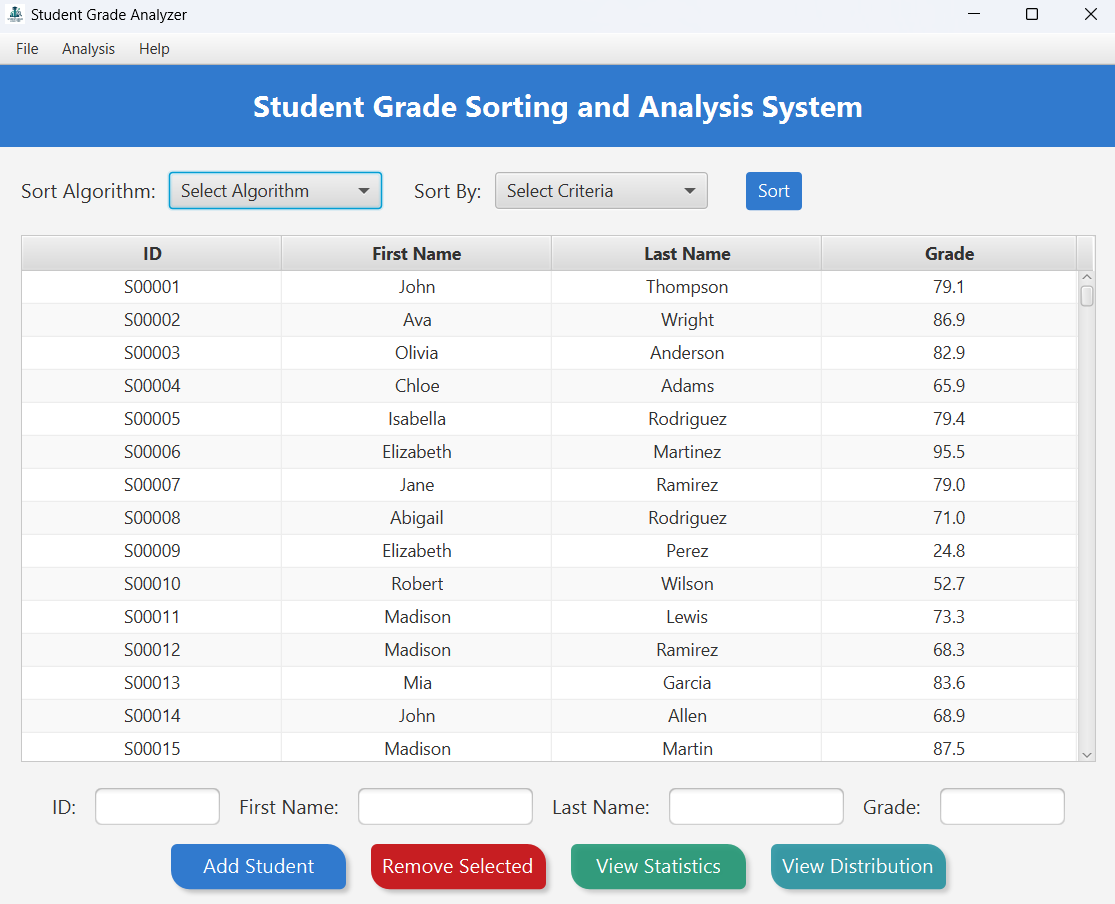 Student Grade Analyzer
File Analysis Help
Student Grade Sorting and Analysis System
Sort Algorithm: Select Algorithm Sort By: Select Criteria Sort
ID First Name Last Name Grade
S00001 John Thompson 79.1
S00002 Ava Wright 86.9
S00003 Olivia Anderson 82.9
S00004 Chloe Adams 65.9
S00005 Isabella Rodriguez 79.4
S00006 Elizabeth Martinez 95.5
S00007 Jane Ramirez 79.0
S00008 Abigail Rodriguez 71.0
S00009 Elizabeth Perez 24.8
S00010 Robert Wilson 52.7
S00011 Madison Lewis 73.3
S00012 Madison Ramirez 68.3
S00013 Mia Garcia 83.6
S00014 John Allen 68.9
S00015 Madison Martin 87.5
ID: First Name: Last Name: Grade:
Add Student Remove Selected View Statistics View Distribution